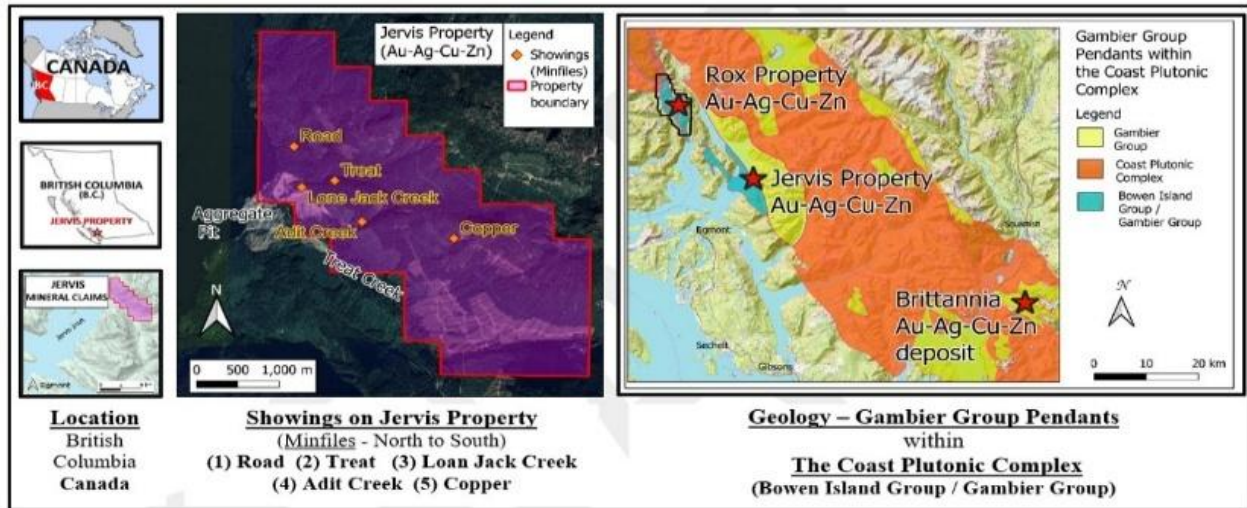 CANADA
BC
BRITISH COLUMBIA
(B.C.)
JERVIS PROPERTY
JERVIS
MINERAL CLAIMS
Jervis Inlet
Egmont
Location
British
Columbia
Canada
Jervis Property
(Au-Ag-Cu-Zn)
Legend
Showings
(Minfiles)
Property
boundary
Road
Treat
Lone Jack Creek
Aggregate
Pit
Adit Creek
Copper
Treat Creek
N
0 500 1,000 m
Showings on Jervis Property
(Minfiles - North to South)
(1) Road (2) Treat (3) Loan Jack Creek
(4) Adit Creek (5) Copper
Rox Property
Au-Ag-Cu-Zn
Jervis Property
Au-Ag-Cu-Zn
Egmont
Squamish
Brittannia
Au-Ag-Cu-Zn
deposit
Sechelt
Gibsons
Gambier Group
Pendants within
the Coast Plutonic
Complex
Legend
Gambier
Group
Coast Plutonic
Complex
Bowen Island
Group /
Gambier Group
N
0 10 20 km
Geology – Gambier Group Pendants
within
The Coast Plutonic Complex
(Bowen Island Group / Gambier Group)